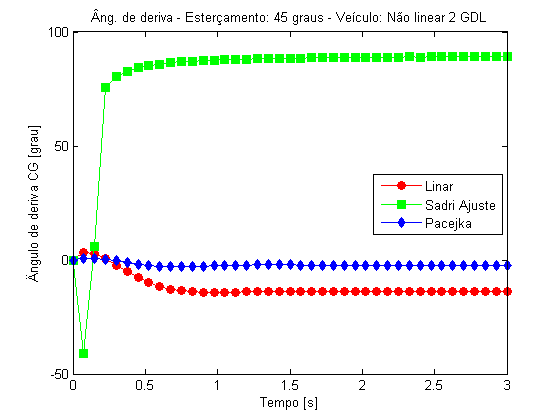 Âng. de deriva - Esterçamento: 45 graus - Veículo: Não linear 2 GDL
100
50
0
-50
Ângulo de deriva CG [grau]
Linar
Sadri Ajuste
Pacejka
0
0.5
1
1.5
2
2.5
3
Tempo [s]